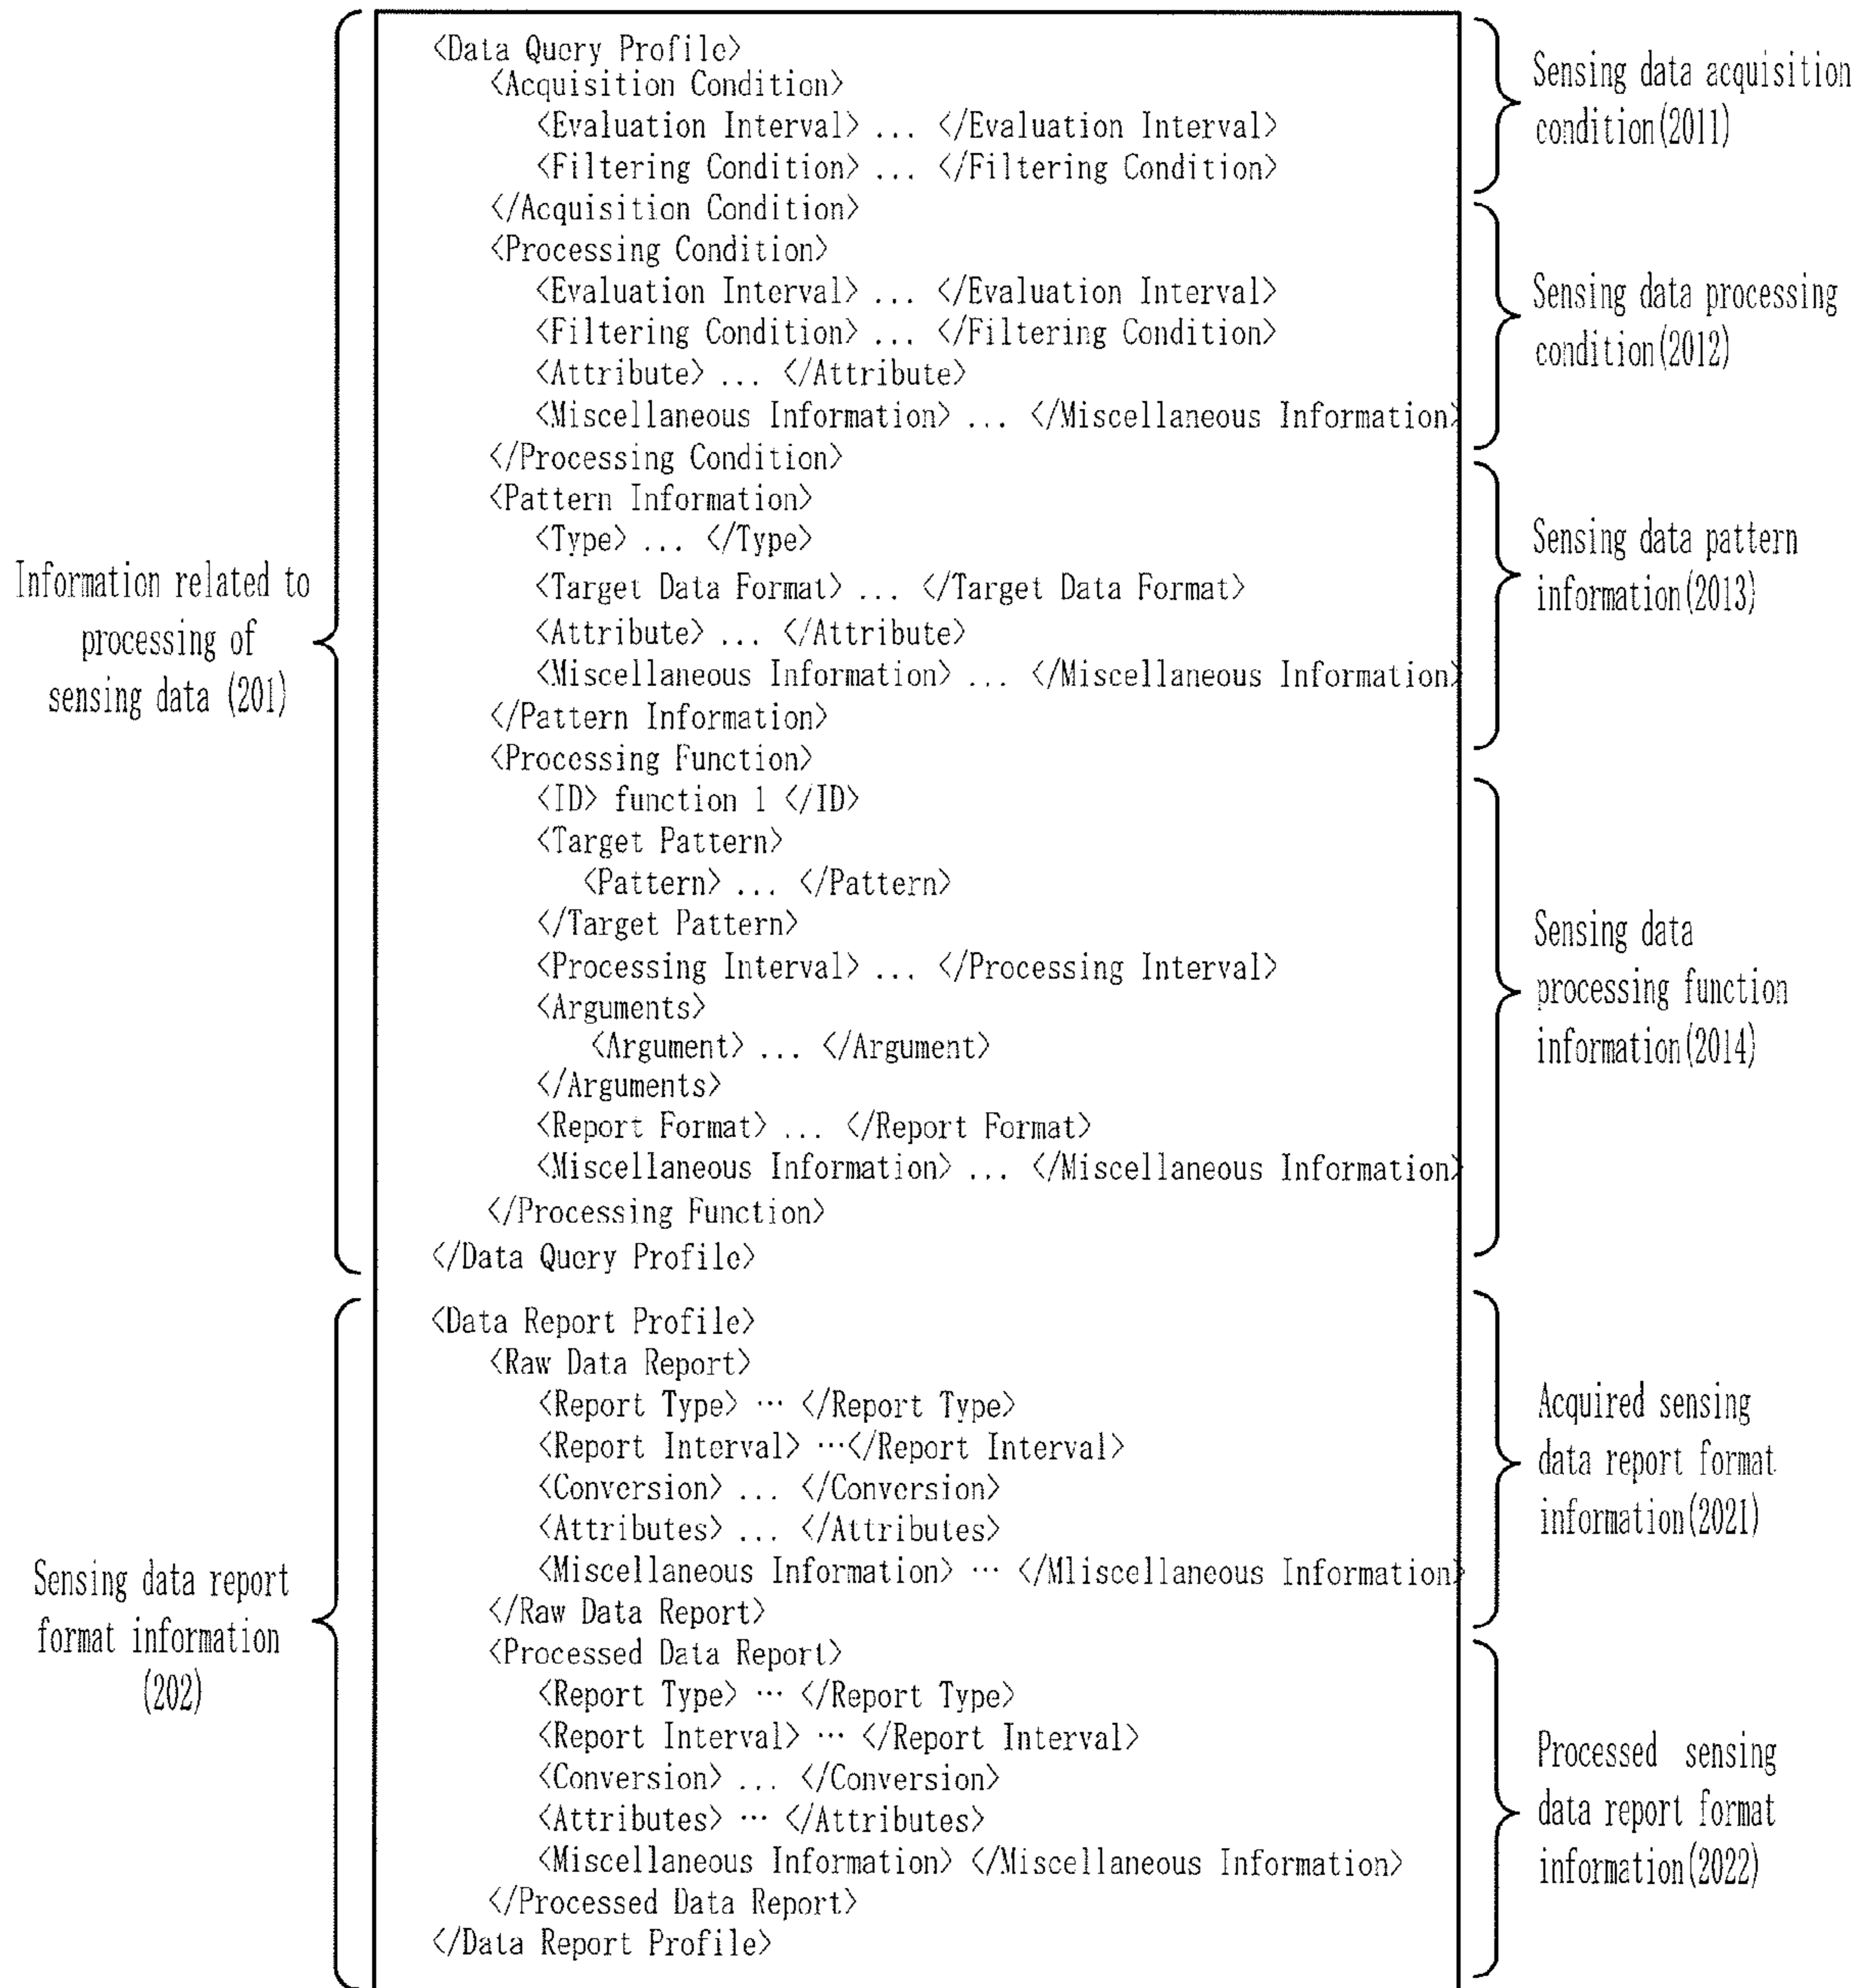 <Data Query Profile>
<Acquisition Condition>
<Evaluation Interval> ... </Evaluation Interval>
<Filtering Condition> ... </Filtering Condition>
</Acquisition Condition>
<Processing Condition>
<Evaluation Interval> ... </Evaluation Interval>
<Filtering Condition> ... </Filtering Condition>
<Attribute> ... </Attribute>
<Miscellaneous Information> ... </Miscellaneous Information>
</Processing Condition>
<Pattern Information>
<Type> ... </Type>
<Target Data Format> ... </Target Data Format>
<Attribute> ... </Attribute>
<Miscellaneous Information> ... </Miscellaneous Information>
</Pattern Information>
<Processing Function>
<ID> function 1 </ID>
<Target Pattern>
<Pattern> ... </Pattern>
</Target Pattern>
<Processing Interval> ... </Processing Interval>
<Arguments>
<Argument> ... </Argument>
</Arguments>
<Report Format> ... </Report Format>
<Miscellaneous Information> ... </Miscellaneous Information>
</Processing Function>
</Data Query Profile>
<Data Report Profile>
<Raw Data Report>
<Report Type> ··· </Report Type>
<Report Interval> ···</Report Interval>
<Conversion> ... </Conversion>
<Attributes> ... </Attributes>
<Miscellaneous Information> ··· </Mliscellaneous Information>
</Raw Data Report>
<Processed Data Report>
<Report Type> ··· </Report Type>
<Report Interval> ··· </Report Interval>
<Conversion> ... </Conversion>
<Attributes> ··· </Attributes>
<Miscellaneous Information> </Miscellaneous Information>
</Processed Data Report>
</Data Report Profile>
Information related to
processing of
sensing data (201)
Sensing data report
format information
(202)
Sensing data acquisition
condition(2011)
Sensing data processing
condition(2012)
Sensing data pattern
information(2013)
Sensing data
processing function
information(2014)
Acquired sensing
data report format
information(2021)
Processed sensing
data report format
information(2022)